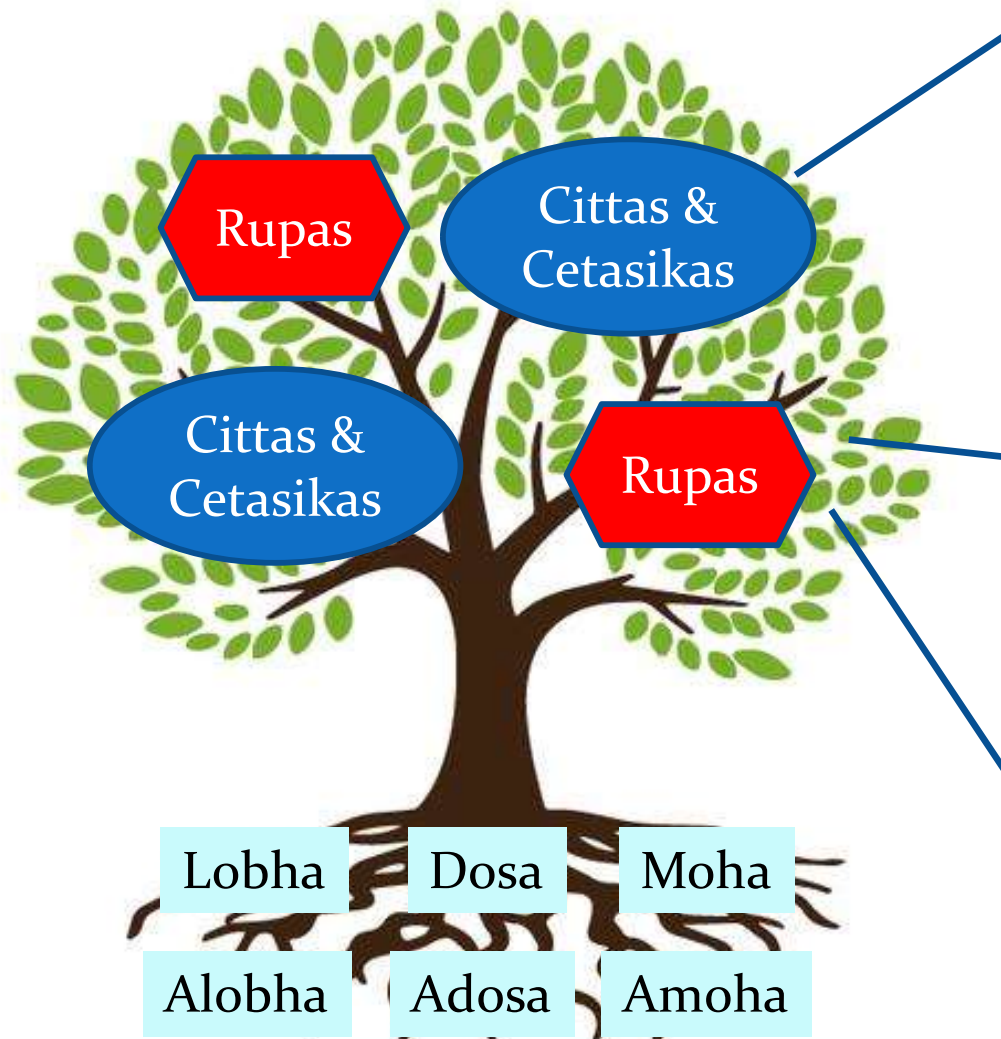 Rupas
Cittas &
Cetasikas
Cittas &
Cetasikas
Rupas
Lobha
Dosa
Moha
Alobha
Adosa
Amoha